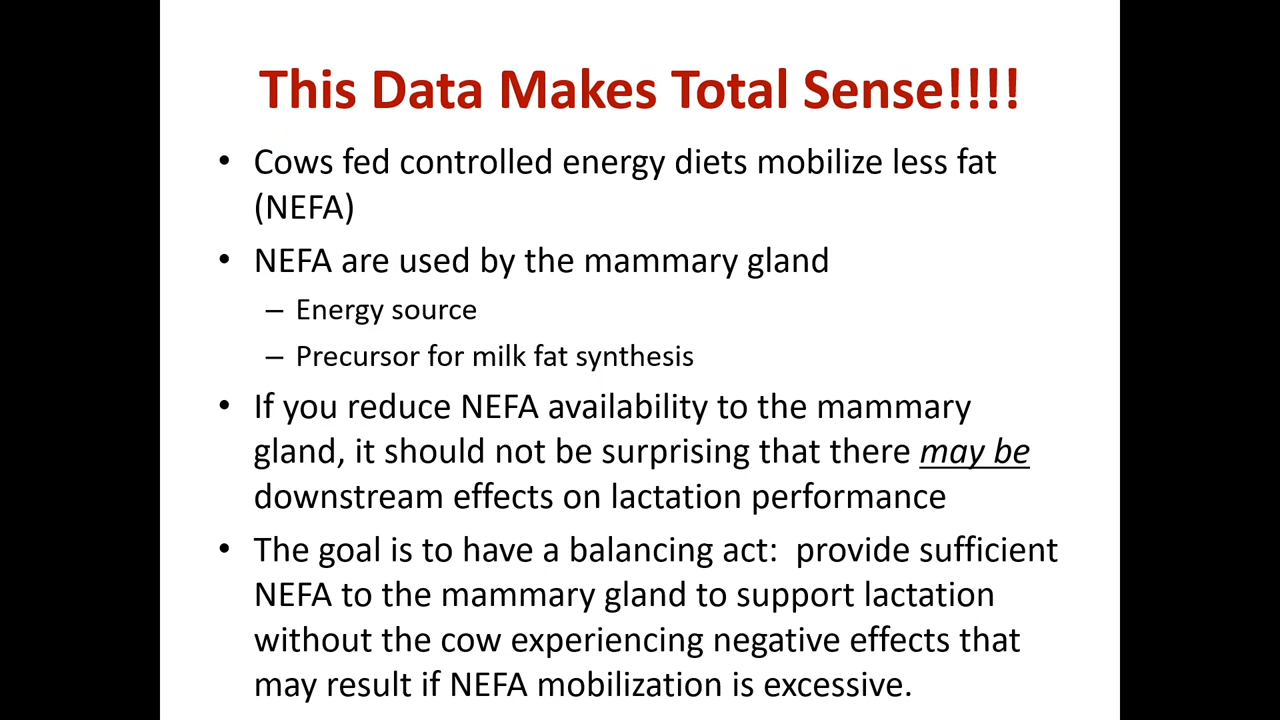 This Data Makes Total Sense!!!!
• Cows fed controlled energy diets mobilize less fat
(NEFA)
• NEFA are used by the mammary gland
– Energy source
– Precursor for milk fat synthesis
• If you reduce NEFA availability to the mammary
gland, it should not be surprising that there may be
downstream effects on lactation performance
• The goal is to have a balancing act:  provide sufficient
NEFA to the mammary gland to support lactation
without the cow experiencing negative effects that
may result if NEFA mobilization is excessive.